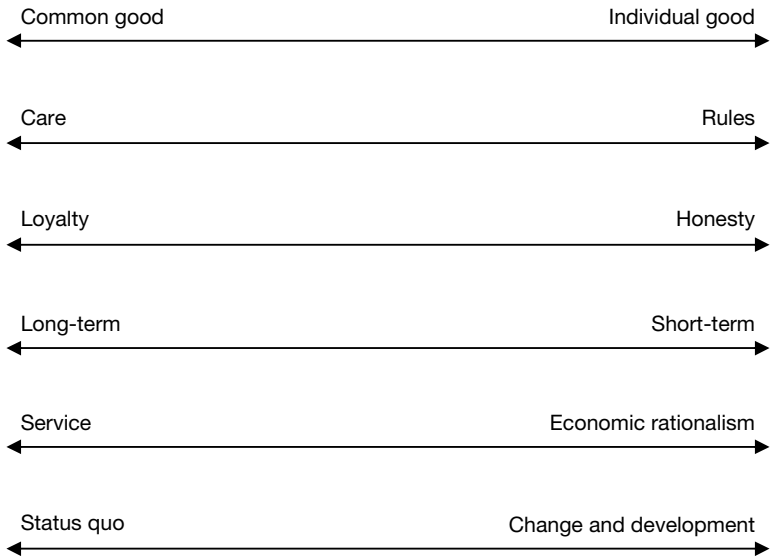 Common good Individual good
Care Rules
Loyalty Honesty
Long-term Short-term
Service Economic rationalism
Status quo Change and development